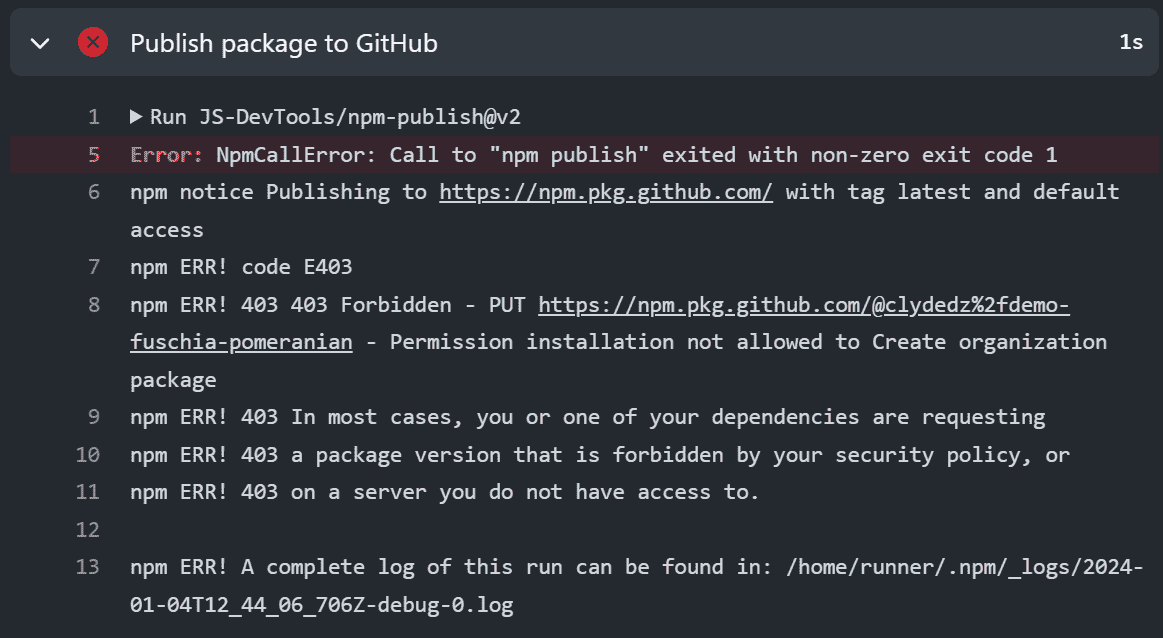 Publish package to GitHub 1s
1 Run JS-DevTools/npm-publish@v2
5 Error: NpmCallError: Call to "npm publish" exited with non-zero exit code 1
6 npm notice Publishing to https://npm.pkg.github.com/ with tag latest and default
access
7 npm ERR! code E403
8 npm ERR! 403 403 Forbidden - PUT https://npm.pkg.github.com/@clydedz%2fdemo-
fuschia-pomeranian - Permission installation not allowed to Create organization
package
9 npm ERR! 403 In most cases, you or one of your dependencies are requesting
10 npm ERR! 403 a package version that is forbidden by your security policy, or
11 npm ERR! 403 on a server you do not have access to.
12
13 npm ERR! A complete log of this run can be found in: /home/runner/.npm/_logs/2024-
01-04T12_44_06_706Z-debug-0.log